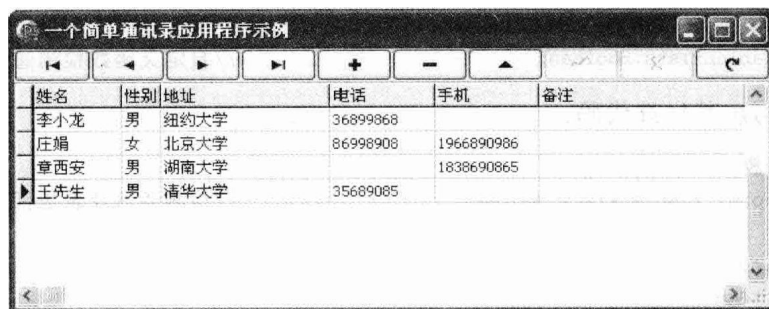 一个简单通讯录应用程序示例
姓名 性别 地址 电话 手机 备注
李小龙 男 纽约大学 36899868
庄娟 女 北京大学 86998908 1966890986
章西安 男 湖南大学 1838690865
王先生 男 清华大学 35689085